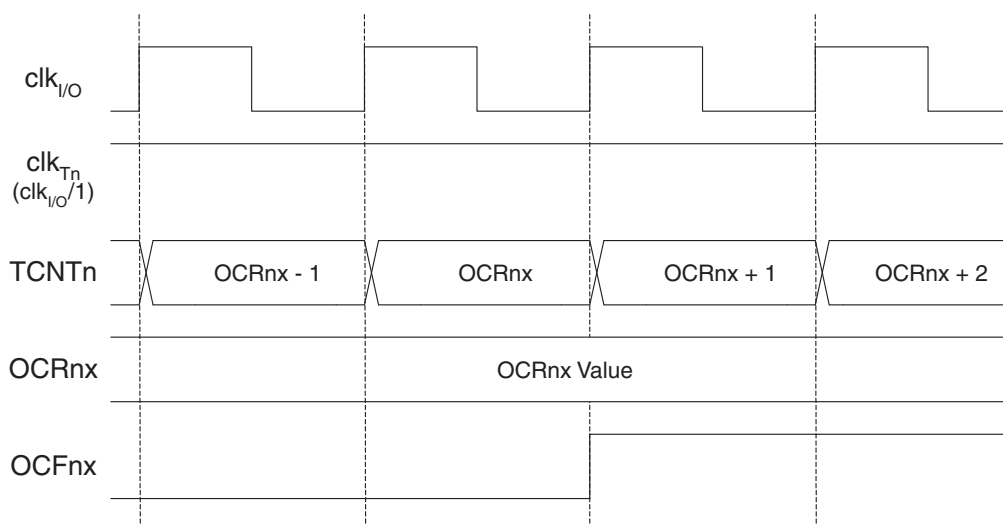 clkI/O
clkTn
(clkI/O/1)
TCNTn
OCRnx - 1
OCRnx
OCRnx + 1
OCRnx + 2
OCRnx
OCRnx Value
OCFnx